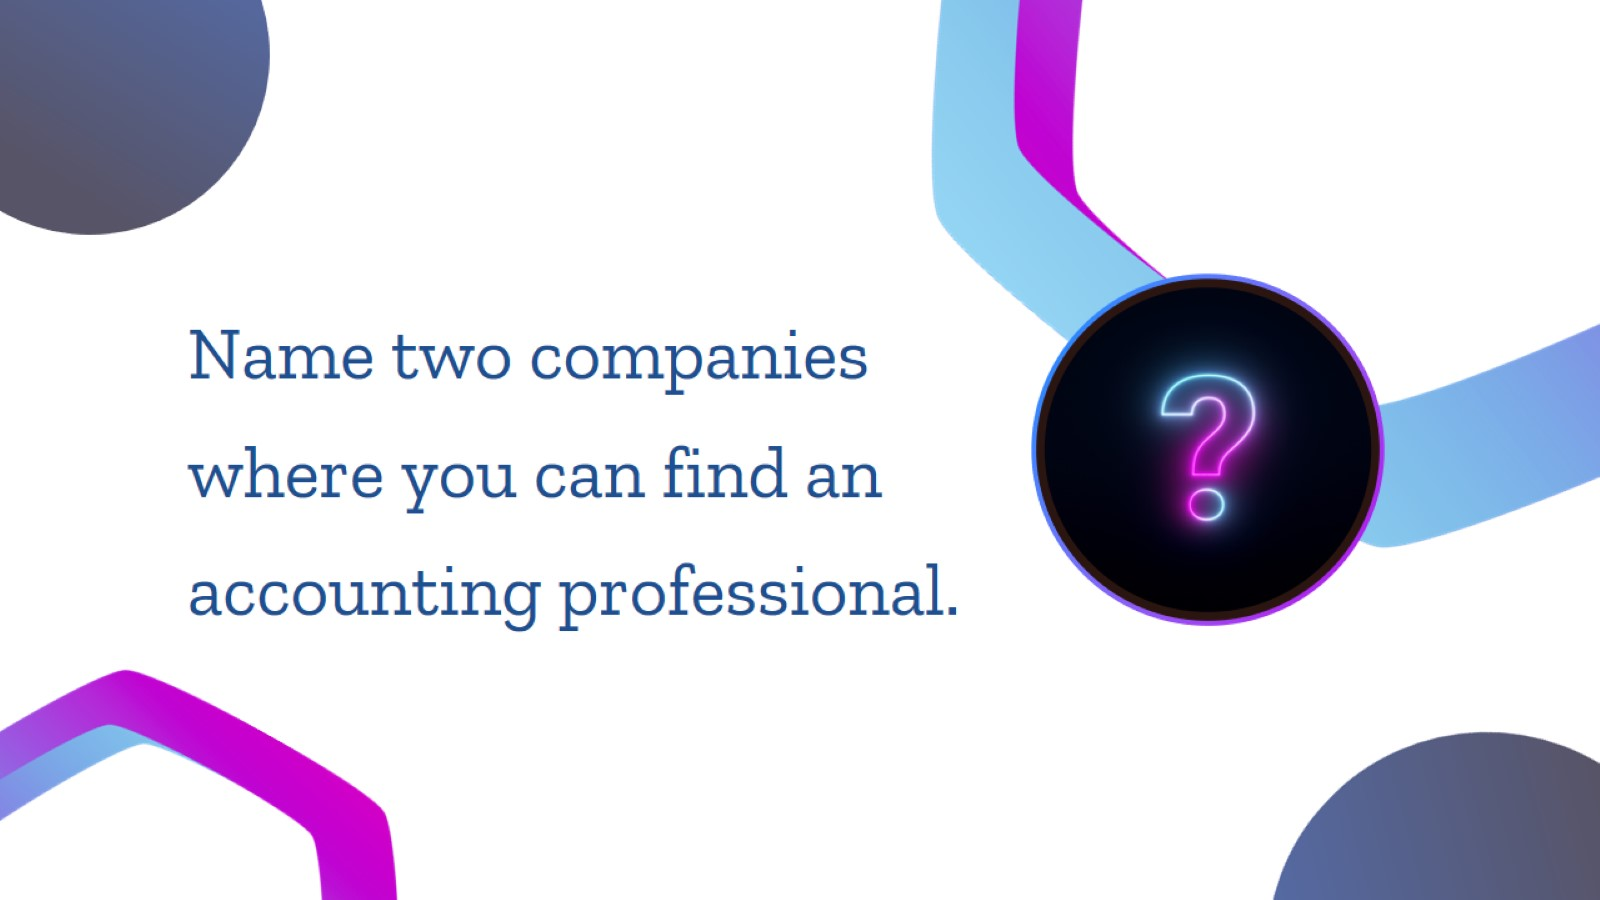 Name two companies
where you can find an
accounting professional.
?